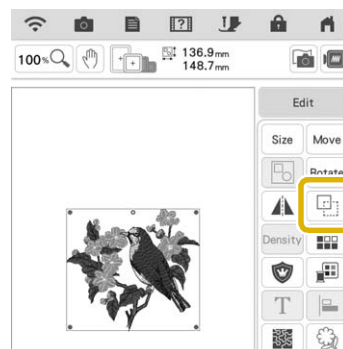 100%
136.9mm
148.7mm
Edit
Size Move
Rotate
Density
T